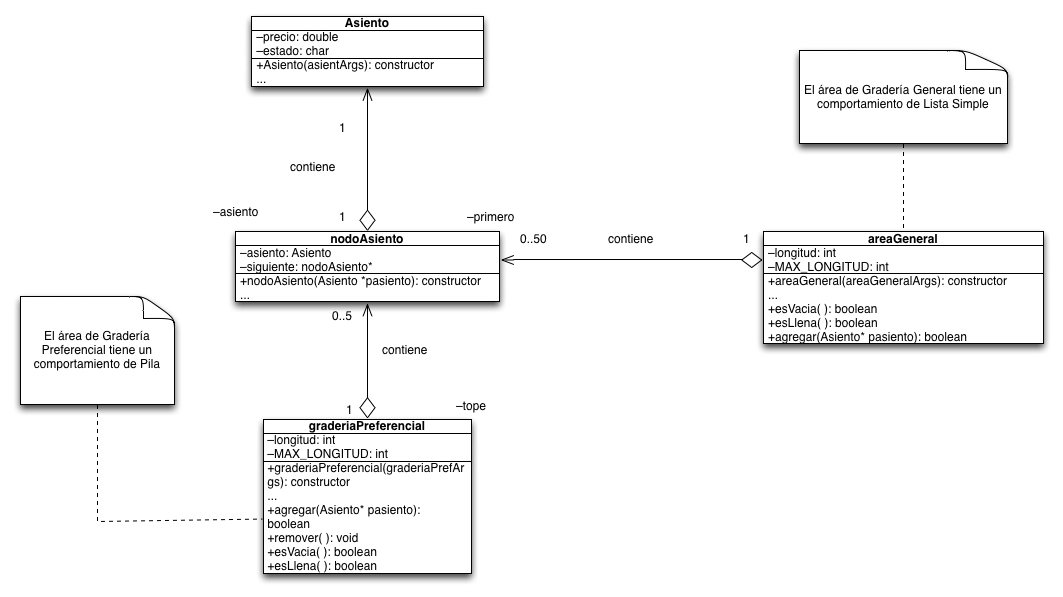 Asiento
–precio: double
–estado: char
+Asiento(asientArgs): constructor
...
El área de Gradería General tiene un
comportamiento de Lista Simple
1
contiene
–asiento
1
–primero
nodoAsiento
–asiento: Asiento
–siguiente: nodoAsiento*
+nodoAsiento(Asiento *pasiento): constructor
...
0..50
contiene
1
areaGeneral
–longitud: int
–MAX_LONGITUD: int
+areaGeneral(areaGeneralArgs): constructor
...
+esVacia( ): boolean
+esLlena( ): boolean
+agregar(Asiento* pasiento): boolean
El área de Gradería
Preferencial tiene un
comportamiento de Pila
0..5
contiene
1
–tope
graderiaPreferencial
–longitud: int
–MAX_LONGITUD: int
+graderiaPreferencial(graderiaPrefAr
gs): constructor
...
+agregar(Asiento* pasiento):
boolean
+remover( ): void
+esVacia( ): boolean
+esLlena( ): boolean